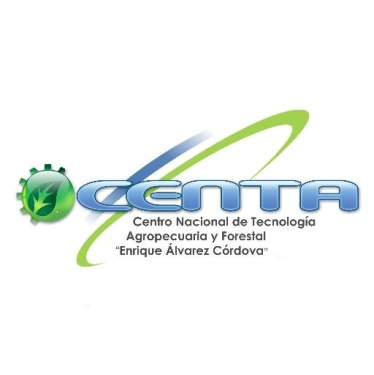 CENTA
Centro Nacional de Tecnología
Agropecuaria y Forestal
"Enrique Álvarez Córdova"